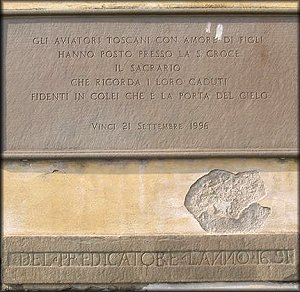 GLI AVIATORI TOSCANI CON AMORE DI FIGLI
HANNO POSTO PRESSO LA S. CROCE
IL SACRARIO
CHE RICORDA I LORO CADUTI
FIDENTI IN COLEI CHE È LA PORTA DEL CIELO
VINCI 21 SETTEMBRE 1996
DEL PREDICATORE LANNO